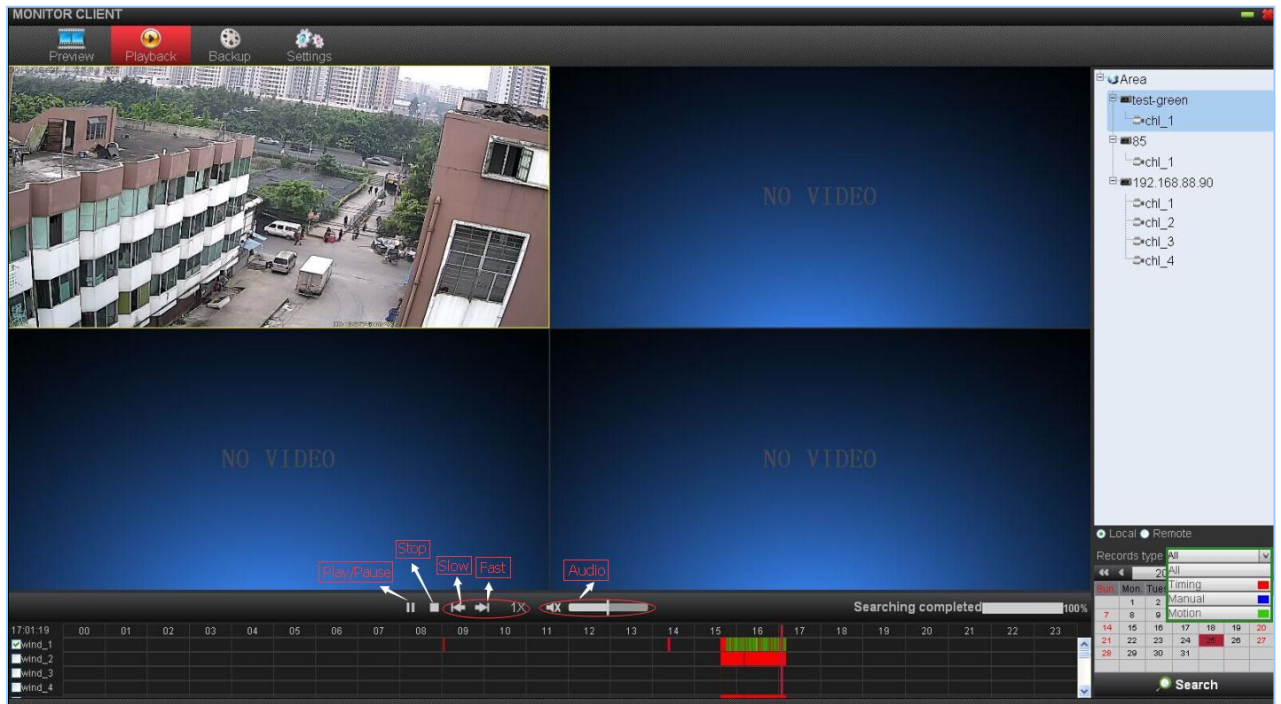 MONITOR CLIENT
Preview Playback Backup Settings
Area
test-green
chl_1
85
chl_1
192.168.88.90
chl_1
chl_2
chl_3
chl_4
NO VIDEO
NO VIDEO
NO VIDEO
Local Remote
Records type All
All
Timing
Manual
Motion
Stop
Play/Pause
Slow
Fast
Audio
1X
Searching completed 100%
17:01:19 00 01 02 03 04 05 06 07 08 09 10 11 12 13 14 15 16 17 18 19 20 21 22 23
wind_1
wind_2
wind_3
wind_4
20
Sun. Mon. Tues
1 2
7 8 9
14 15 16 17 18 19 20
21 22 23 24 25 26 27
28 29 30 31
Search